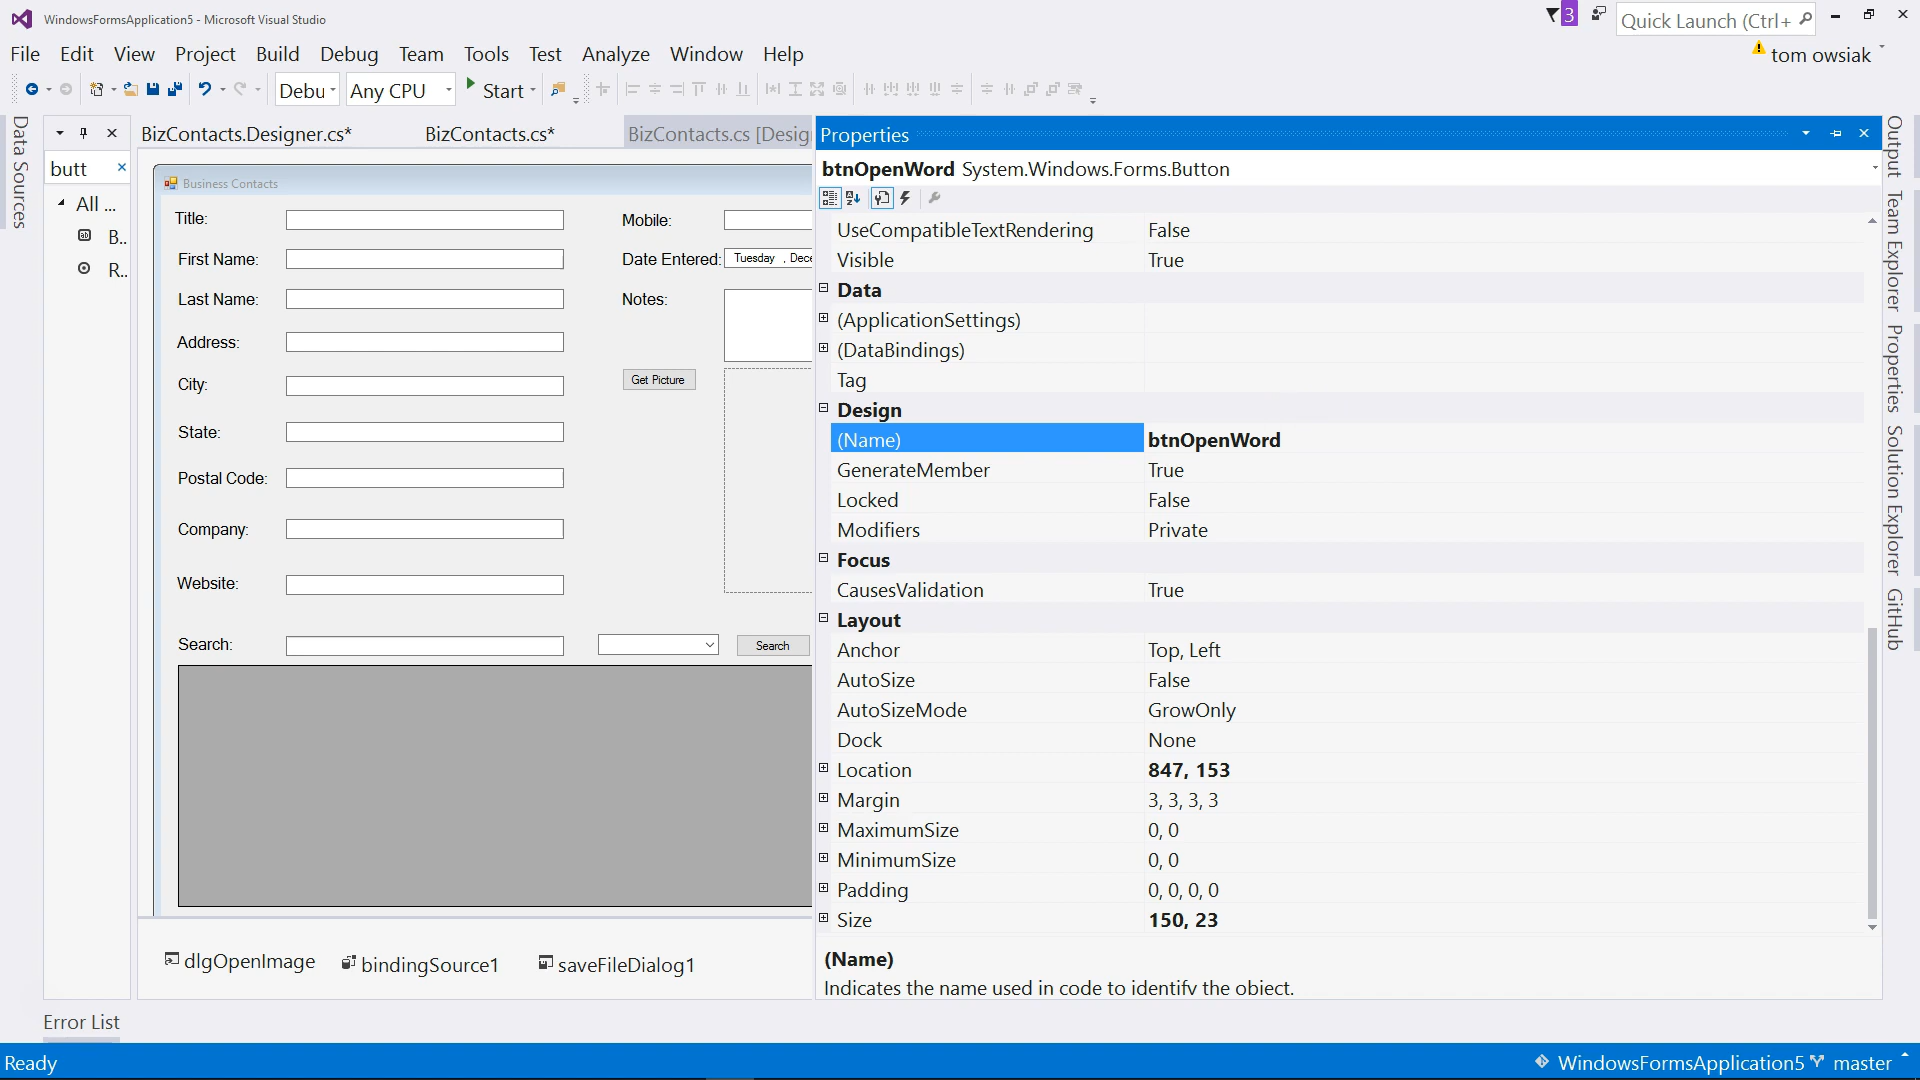 WindowsFormsApplication5 - Microsoft Visual Studio
3
Quick Launch (Ctrl+
File Edit View Project Build Debug Team Tools Test Analyze Window Help
tom owsiak
Debu Any CPU Start
Data Sources
butt
All ...
B..
R..
BizContacts.Designer.cs* BizContacts.cs* BizContacts.cs [Desig
Business Contacts
Title:
Mobile:
First Name:
Date Entered: Tuesday , Dece
Last Name:
Notes:
Address:
City:
Get Picture
State:
Postal Code:
Company:
Website:
Search:
Search
dlgOpenImage bindingSource1 saveFileDialog1
Properties
btnOpenWord System.Windows.Forms.Button
UseCompatibleTextRendering False
Visible True
Data
(ApplicationSettings)
(DataBindings)
Tag
Design
(Name) btnOpenWord
GenerateMember True
Locked False
Modifiers Private
Focus
CausesValidation True
Layout
Anchor Top, Left
AutoSize False
AutoSizeMode GrowOnly
Dock None
Location 847, 153
Margin 3, 3, 3, 3
MaximumSize 0, 0
MinimumSize 0, 0
Padding 0, 0, 0, 0
Size 150, 23
(Name)
Indicates the name used in code to identify the object.
Output
Team Explorer
Properties
Solution Explorer
GitHub
Error List
Ready
WindowsFormsApplication5 master